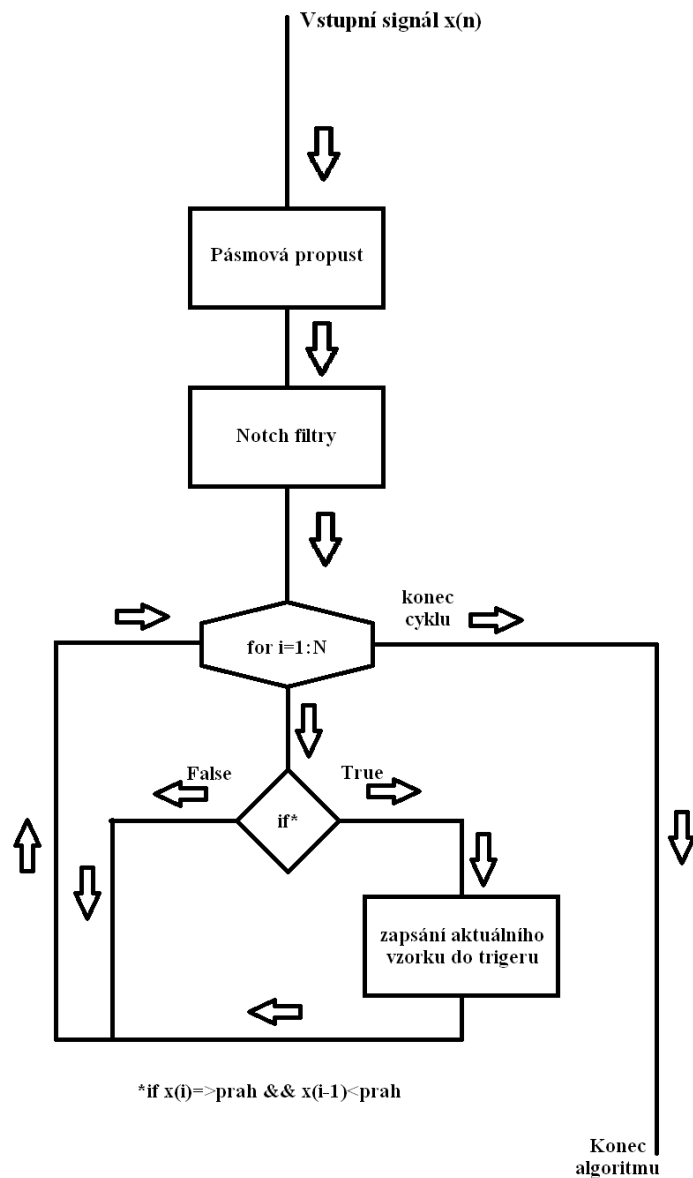 Vstupní signál x(n)
Pásmová propust
Notch filtry
konec
cyklu
for i=1:N
False
True
if*
zapsání aktuálního
vzorku do trigeru
*if x(i)=>prah && x(i-1)<prah
Konec
algoritmu